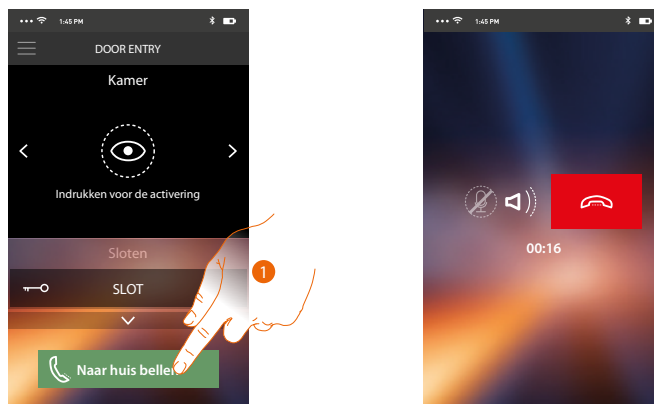 1:45 PM
DOOR ENTRY
Kamer
Indrukken voor de activering
Sloten
SLOT
1
Naar huis bellen
1:45 PM
00:16